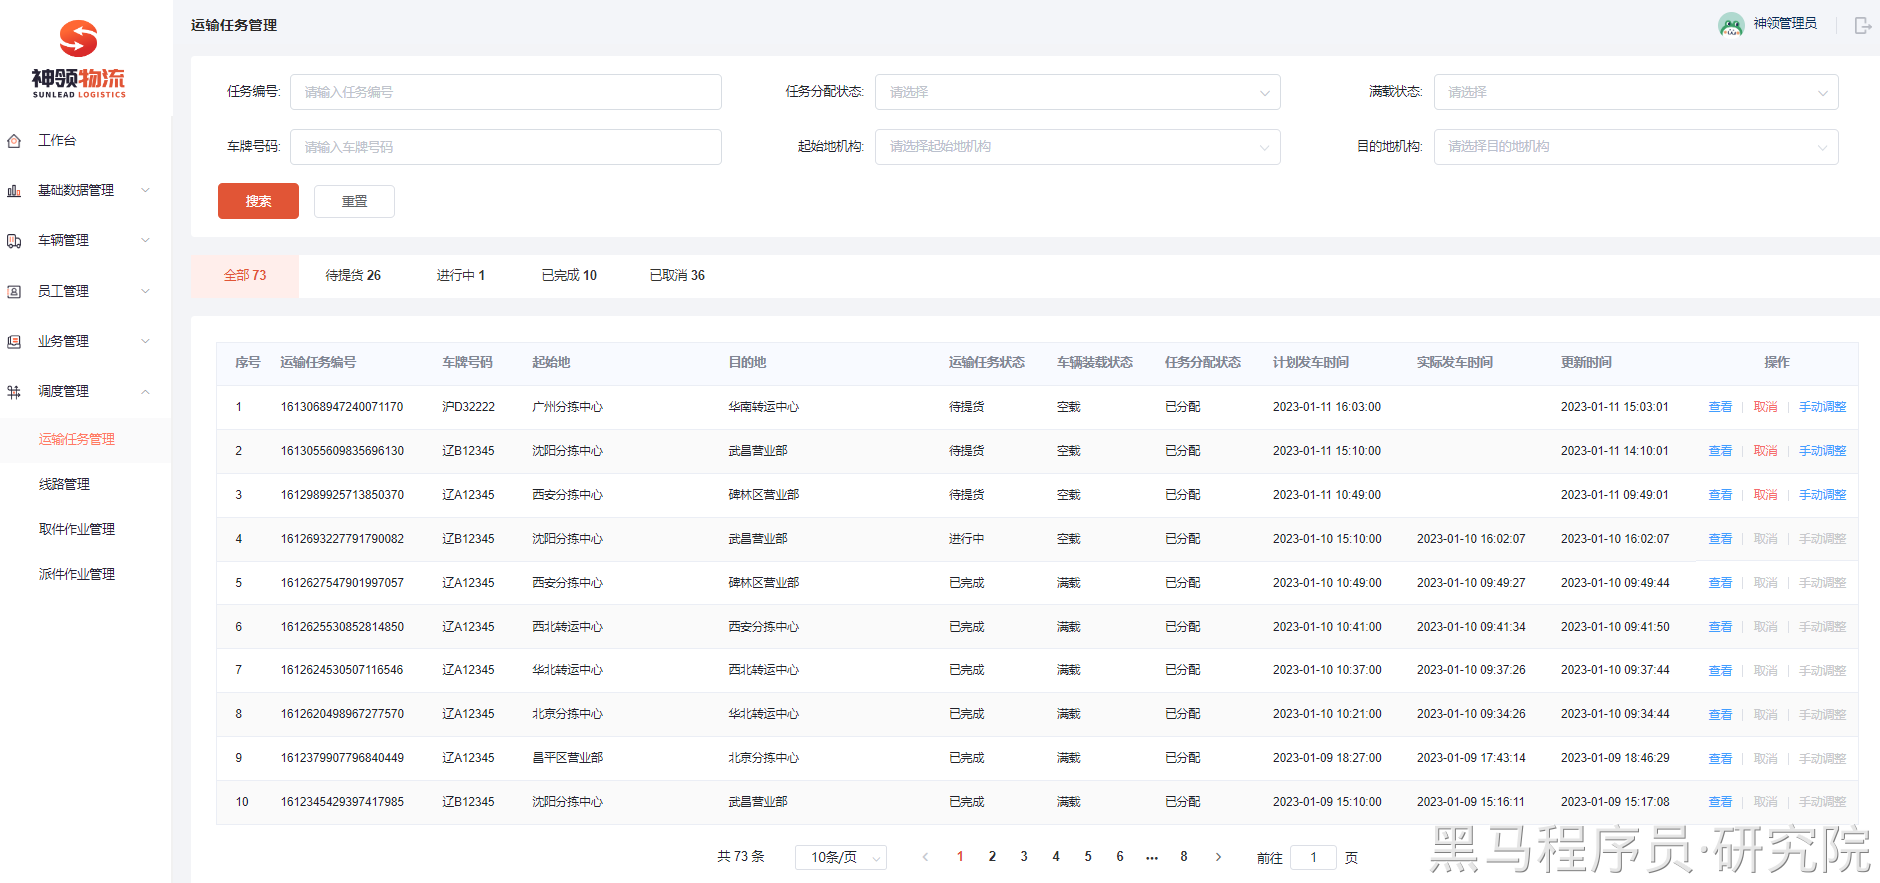 神领物流
SUNLEAD LOGISTICS
工作台
基础数据管理
车辆管理
员工管理
业务管理
调度管理
运输任务管理
线路管理
取件作业管理
派件作业管理
运输任务管理
神领管理员
任务编号: 请输入任务编号 任务分配状态: 请选择 满载状态: 请选择
车牌号码: 请输入车牌号码 起始地机构: 请选择起始地机构 目的地机构: 请选择目的地机构
搜索 重置
全部 73 待提货 26 进行中 1 已完成 10 已取消 36
序号 运输任务编号 车牌号码 起始地 目的地 运输任务状态 车辆装载状态 任务分配状态 计划发车时间 实际发车时间 更新时间 操作
1 1613068947240071170 沪D32222 广州分拣中心 华南转运中心 待提货 空载 已分配 2023-01-11 16:03:00 2023-01-11 15:03:01 查看 取消 手动调整
2 1613055609835696130 辽B12345 沈阳分拣中心 武昌营业部 待提货 空载 已分配 2023-01-11 15:10:00 2023-01-11 14:10:01 查看 取消 手动调整
3 1612989925713850370 辽A12345 西安分拣中心 碑林区营业部 待提货 空载 已分配 2023-01-11 10:49:00 2023-01-11 09:49:01 查看 取消 手动调整
4 1612693227791790082 辽B12345 沈阳分拣中心 武昌营业部 进行中 空载 已分配 2023-01-10 15:10:00 2023-01-10 16:02:07 2023-01-10 16:02:07 查看 取消 手动调整
5 1612627547901997057 辽A12345 西安分拣中心 碑林区营业部 已完成 满载 已分配 2023-01-10 10:49:00 2023-01-10 09:49:27 2023-01-10 09:49:44 查看 取消 手动调整
6 1612625530852814850 辽A12345 西北转运中心 西安分拣中心 已完成 满载 已分配 2023-01-10 10:41:00 2023-01-10 09:41:34 2023-01-10 09:41:50 查看 取消 手动调整
7 1612624530507116546 辽A12345 华北转运中心 西北转运中心 已完成 满载 已分配 2023-01-10 10:37:00 2023-01-10 09:37:26 2023-01-10 09:37:44 查看 取消 手动调整
8 1612620498967277570 辽A12345 北京分拣中心 华北转运中心 已完成 满载 已分配 2023-01-10 10:21:00 2023-01-10 09:34:26 2023-01-10 09:34:44 查看 取消 手动调整
9 1612379907796840449 辽A12345 昌平区营业部 北京分拣中心 已完成 满载 已分配 2023-01-09 18:27:00 2023-01-09 17:43:14 2023-01-09 18:46:29 查看 取消 手动调整
10 1612345429397417985 辽B12345 沈阳分拣中心 武昌营业部 已完成 满载 已分配 2023-01-09 15:10:00 2023-01-09 15:16:11 2023-01-09 15:17:08 查看 取消 手动调整
共 73 条 10条/页 1 2 3 4 5 6 ... 8 前往 1 页
黑马程序员·研究院